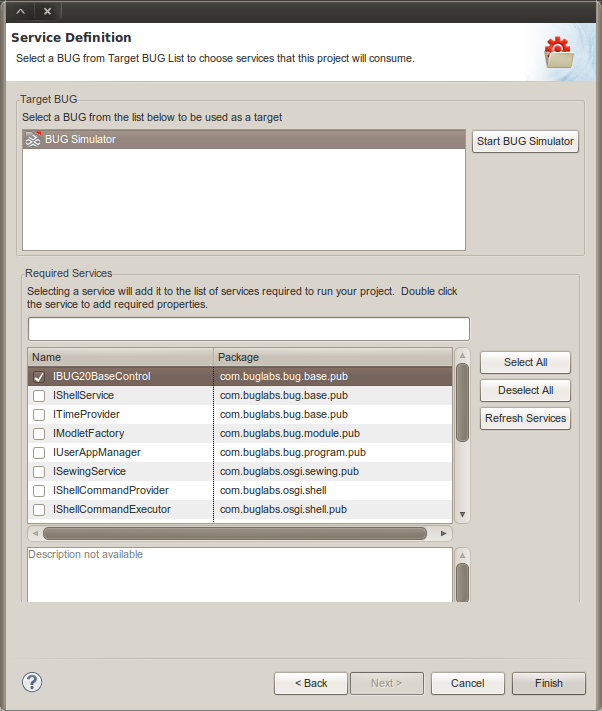 Service Definition
Select a BUG from Target BUG List to choose services that this project will consume.
Target BUG
Select a BUG from the list below to be used as a target
BUG Simulator
Start BUG Simulator
Required Services
Selecting a service will add it to the list of services required to run your project.  Double click
the service to add required properties.
Name Package
IBUG20BaseControl com.buglabs.bug.base.pub
IShellService com.buglabs.bug.base.pub
ITimeProvider com.buglabs.bug.base.pub
IModletFactory com.buglabs.bug.module.pub
IUserAppManager com.buglabs.bug.program.pub
ISewingService com.buglabs.osgi.sewing.pub
IShellCommandProvider com.buglabs.osgi.shell
IShellCommandExecutor com.buglabs.osgi.shell.pub
Select All
Deselect All
Refresh Services
Description not available
?
< Back
Next >
Cancel
Finish